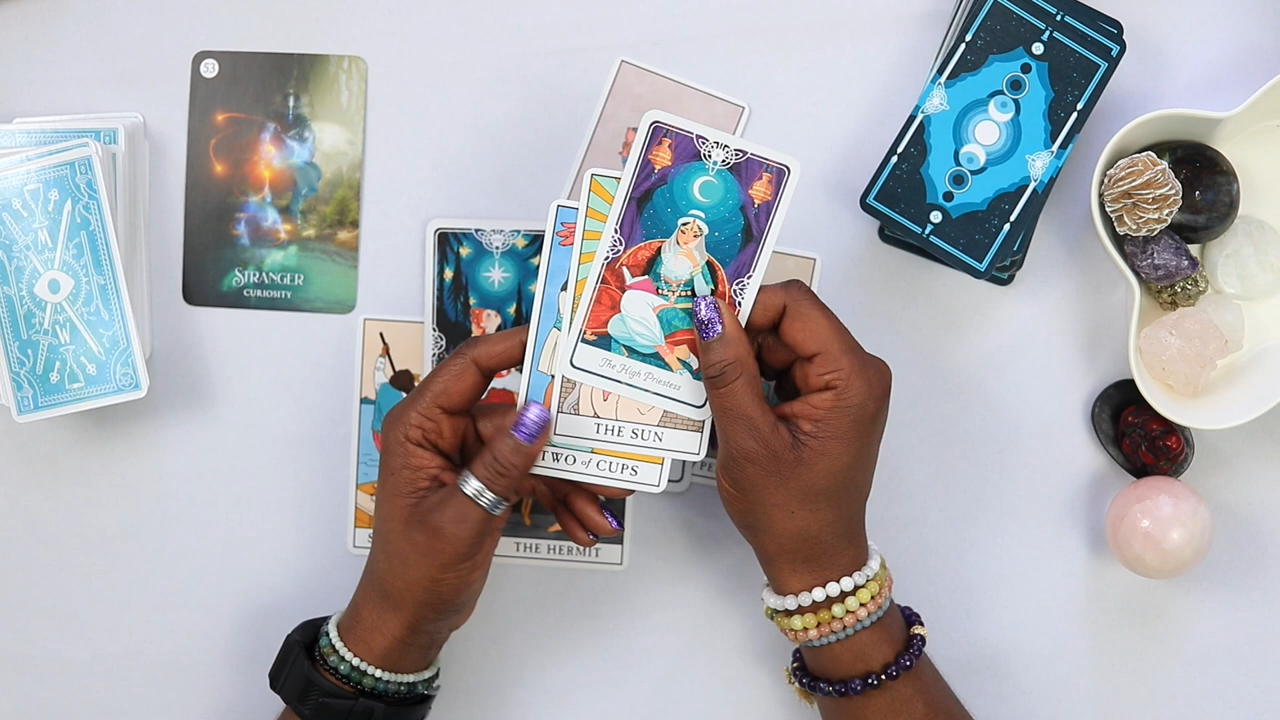 53
STRANGER
CURIOSITY
The High Priestess
THE SUN
TWO of CUPS
THE HERMIT